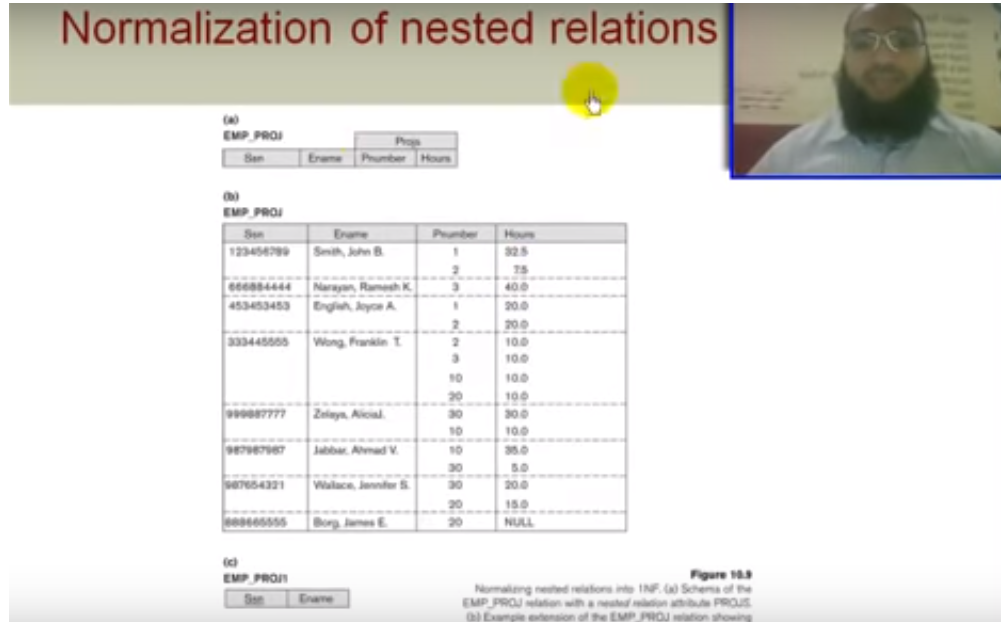 Normalization of nested relations
(a)
EMP_PROJ
Projs
Ssn Ename Pnumber Hours
(b)
EMP_PROJ
Ssn Ename Pnumber Hours
123456789 Smith, John B. 1 32.5
2 7.5
666884444 Narayan, Ramesh K. 3 40.0
453453453 English, Joyce A. 1 20.0
2 20.0
333445555 Wong, Franklin T. 2 10.0
3 10.0
10 10.0
20 10.0
999887777 Zelaya, AliciaJ. 30 30.0
10 10.0
987987987 Jabbar, Ahmad V. 10 35.0
30 5.0
987654321 Wallace, Jennifer S. 30 20.0
20 15.0
888665555 Borg, James E. 20 NULL
(c)
EMP_PROJ1
Ssn Ename
Figure 10.9
Normalizing nested relations into 1NF. (a) Schema of the
EMP_PROJ relation with a nested relation attribute PROJS.
(b) Example extension of the EMP_PROJ relation showing